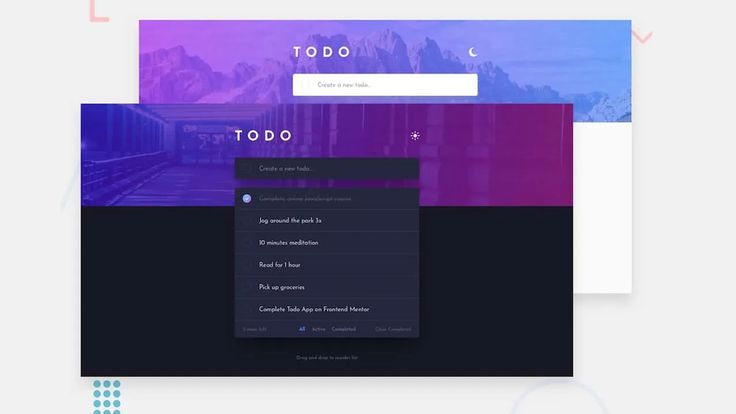 TODO
Create a new todo..
TODO
Create a new todo...
Complete online JavaScript course
Jog around the park 3x
10 minutes meditation
Read for 1 hour
Pick up groceries
Complete Todo App on Frontend Mentor
5 items left
All Active Completed
Clear Completed
Drag and drop to reorder list